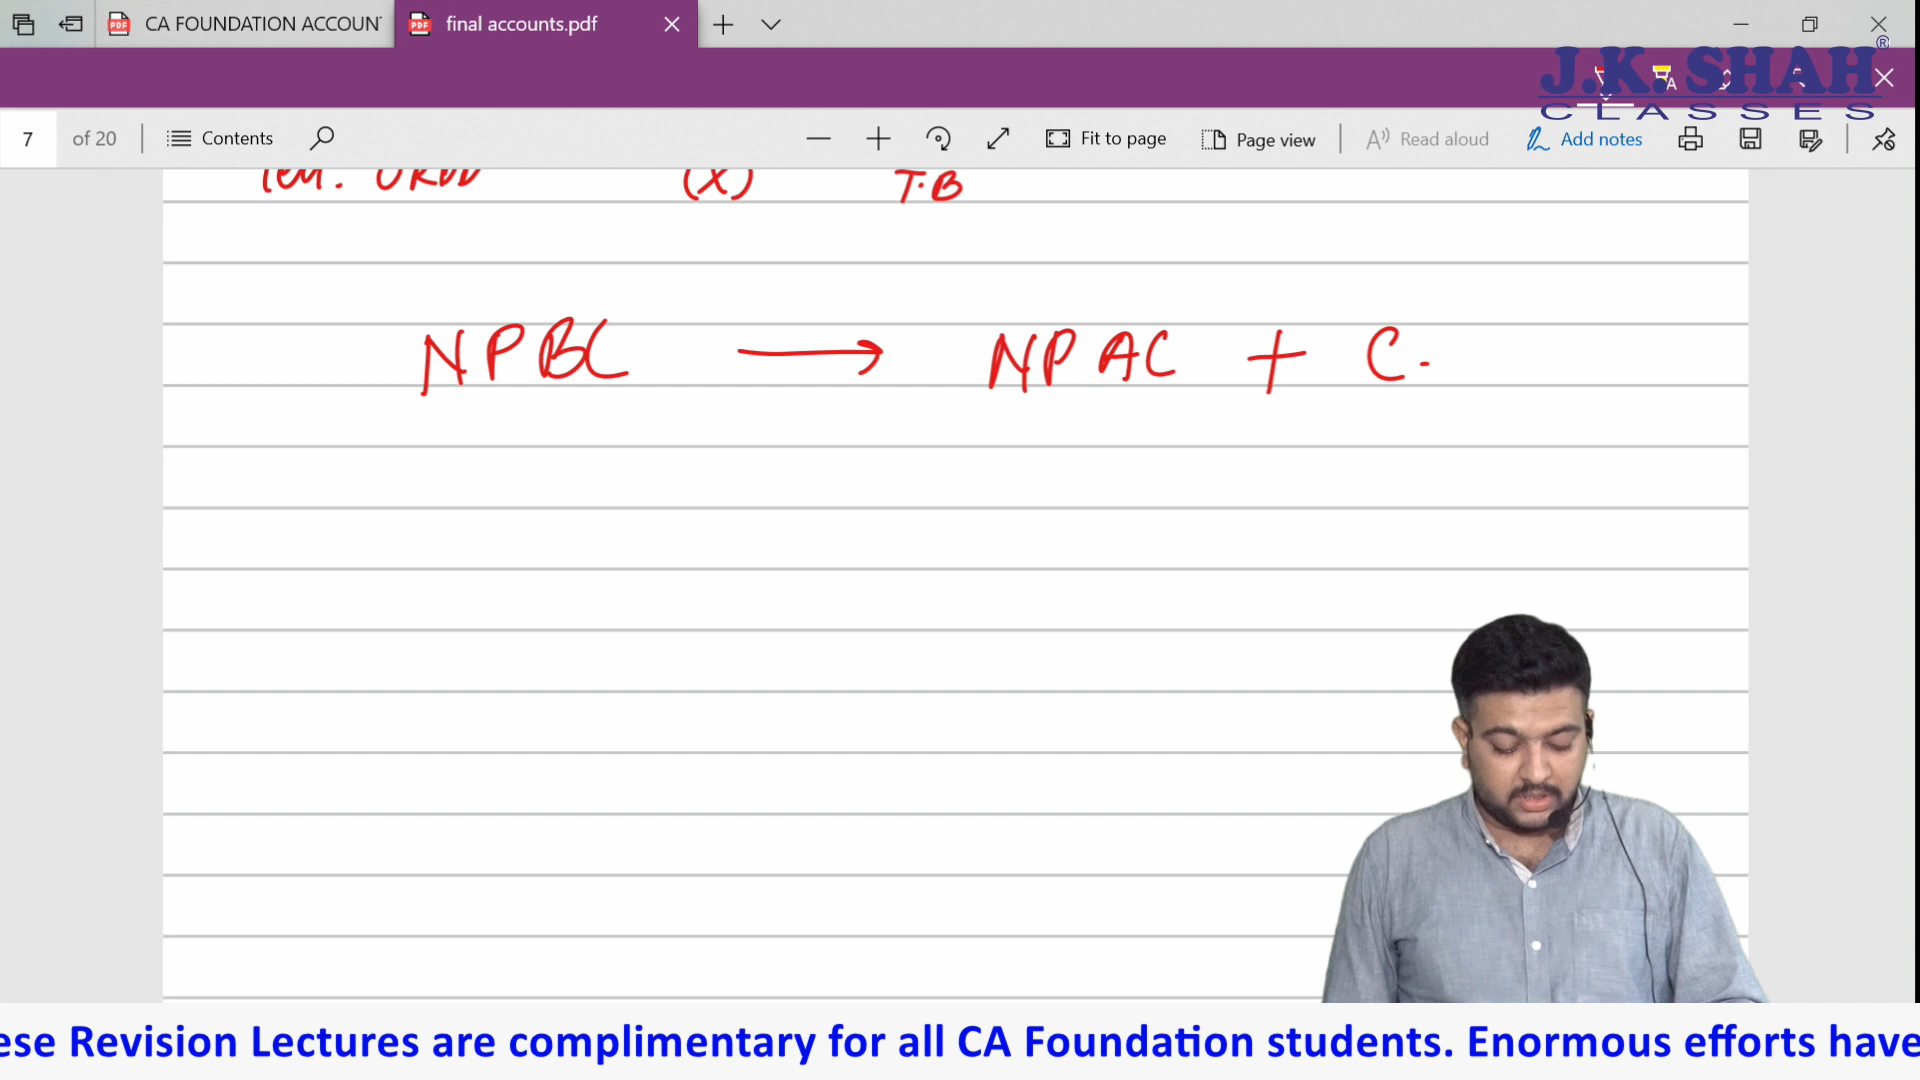 CA FOUNDATION ACCOUN
final accounts.pdf
J.K. SHAH®
CLASSES
7 of 20 Contents Fit to page Page view Read aloud Add notes
(X) T.B
NPBC → NPAC + C.
ese Revision Lectures are complimentary for all CA Foundation students. Enormous efforts have